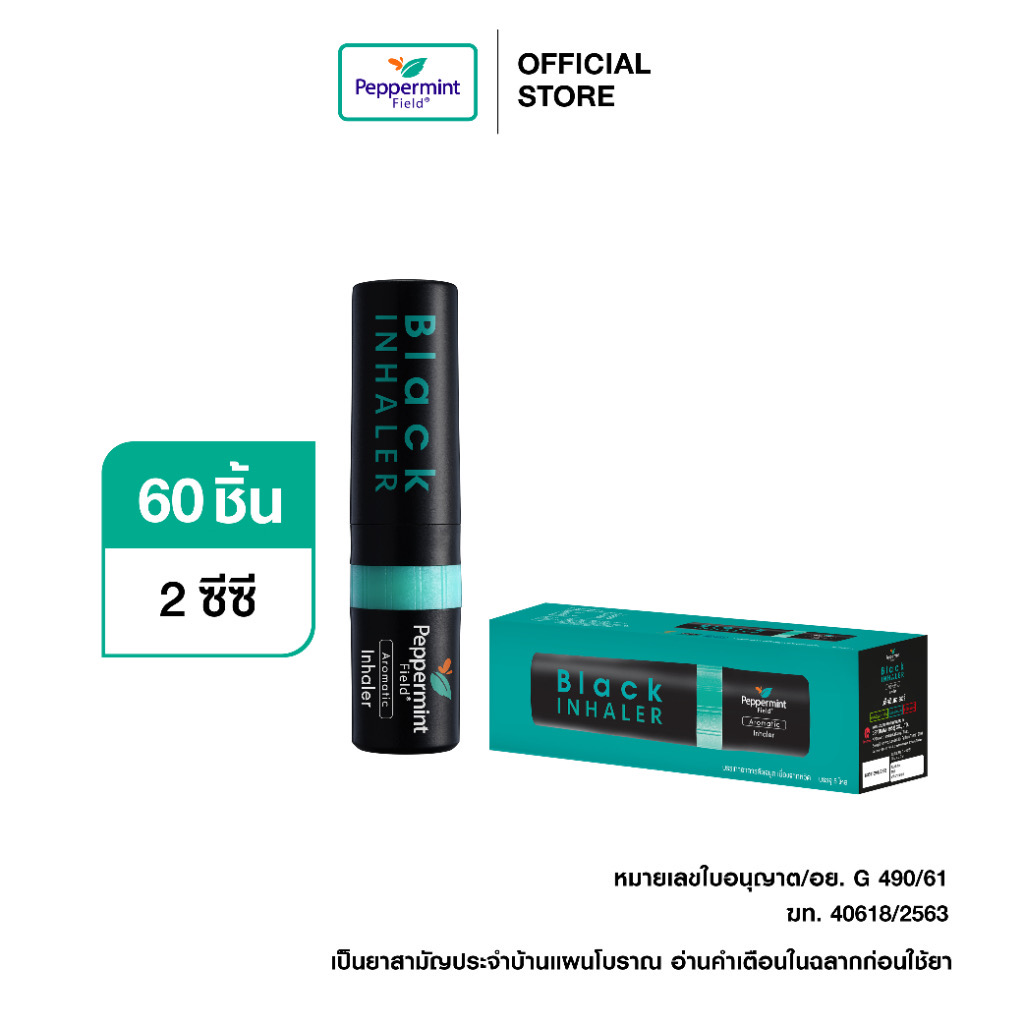 Peppermint
Field®
OFFICIAL
STORE
Black
INHALER
60 ชิ้น
2 ซีซี
Peppermint
Field®
Aromatic
Inhaler
Black
INHALER
Peppermint
Field®
Aromatic
Inhaler
Black
INHALER
หมายเลขใบอนุญาต/อย. G 490/61
ฆท. 40618/2563
เป็นยาสามัญประจำบ้านแผนโบราณ อ่านคำเตือนในฉลากก่อนใช้ยา